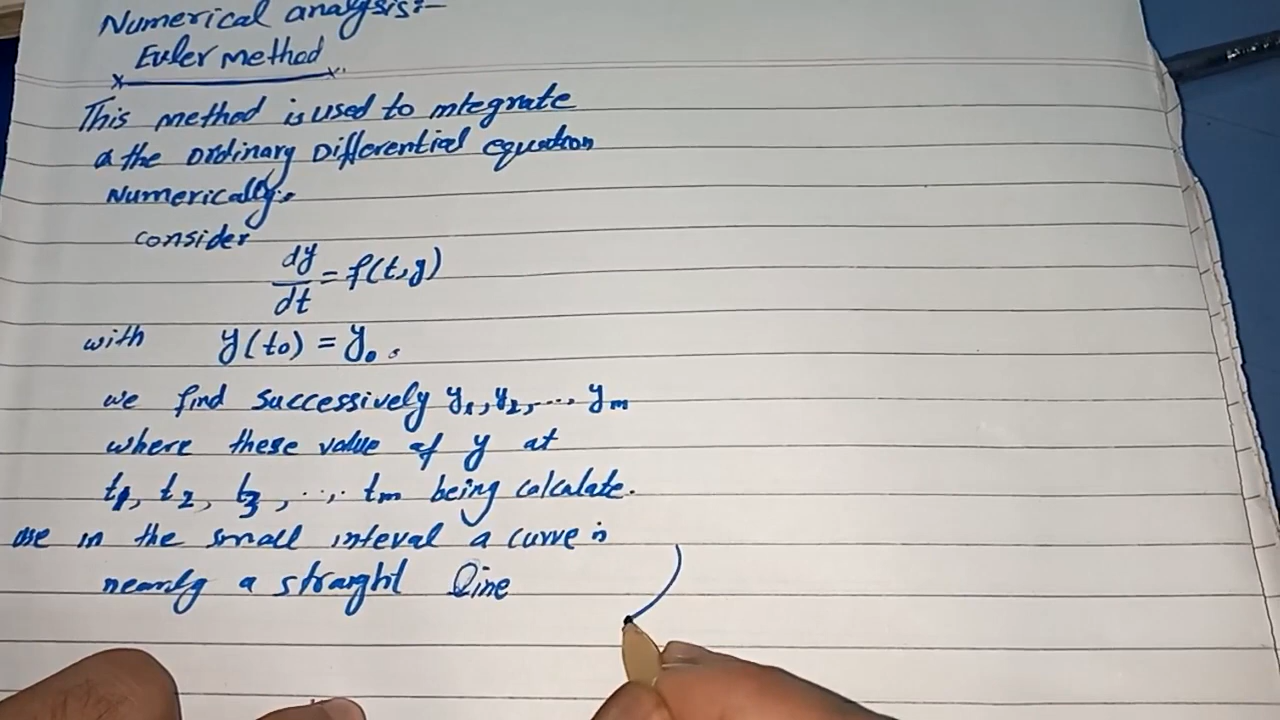 Numerical analysis:-
Euler Method
This method is used to integrate
the ordinary Differential equation
Numerically.
consider
dy/dt = f(t,y)
with y(t0) = y0.
we find successively y1, y2, ... ym
where these value of y at
t1, t2, t3, ..., tm being calculate.
use in the small inteval a curve is
nearly a straight line